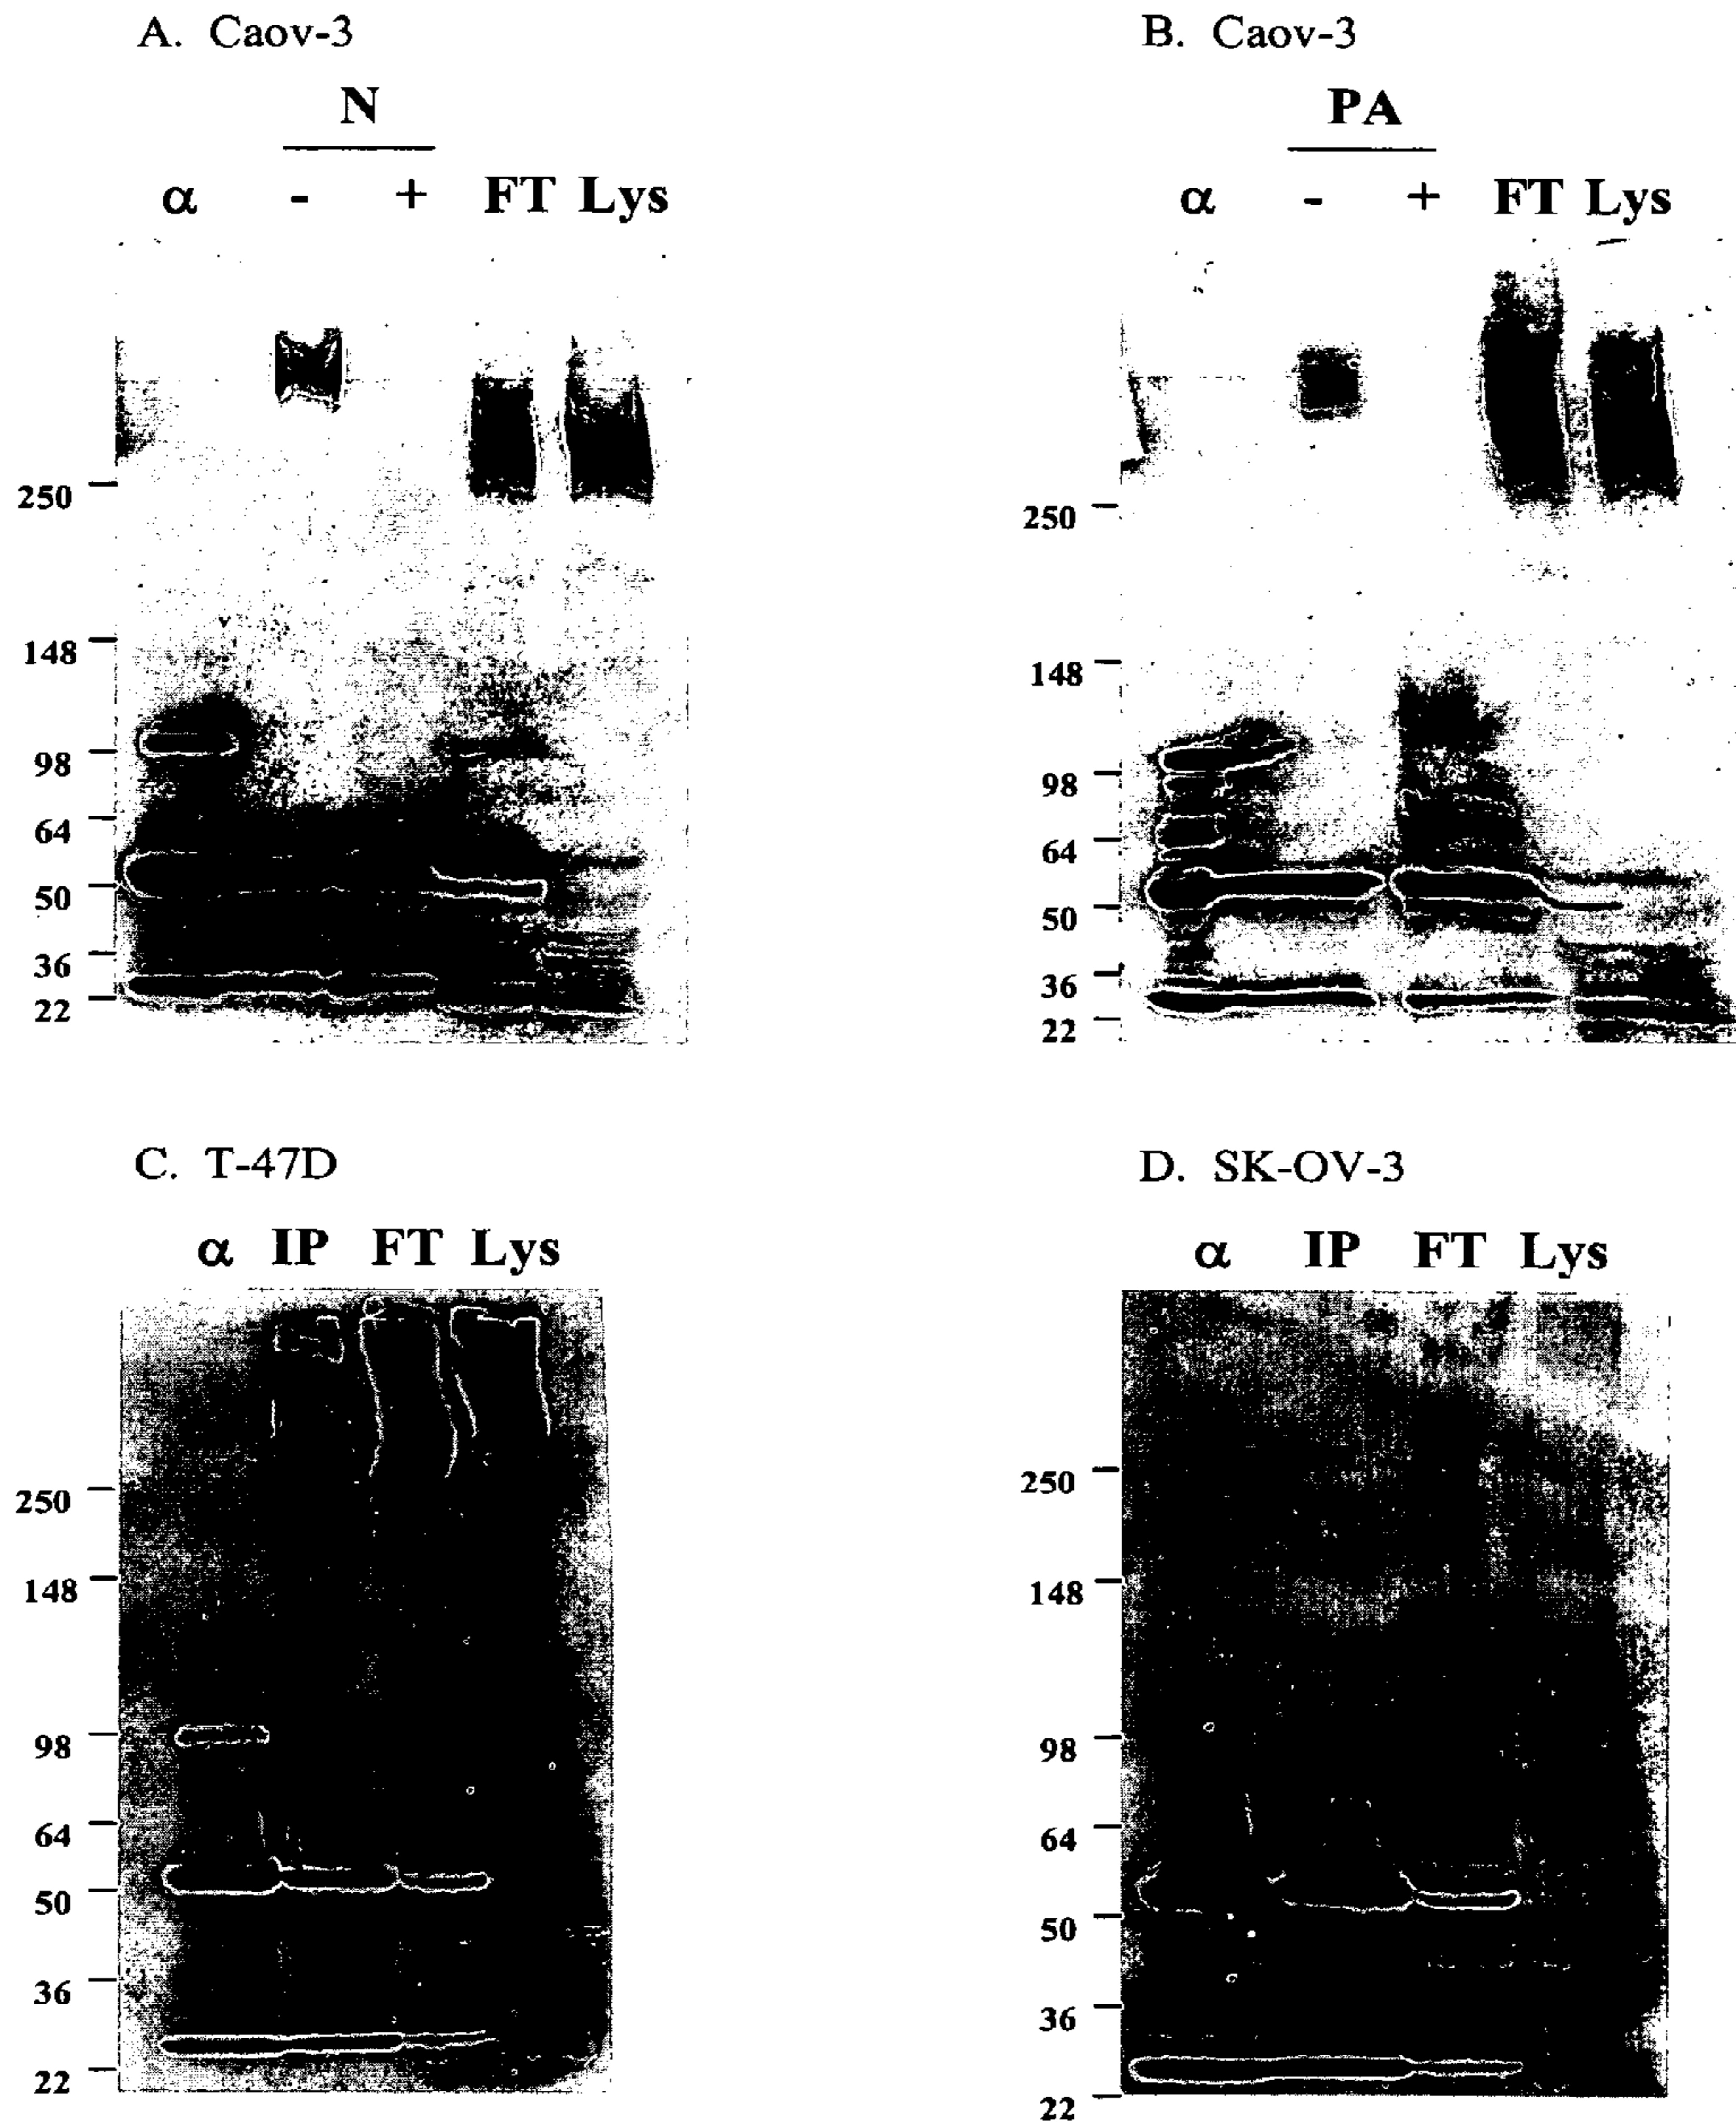 A. Caov-3
N
α - + FT Lys
250
148
98
64
50
36
22
B. Caov-3
PA
α - + FT Lys
250
148
98
64
50
36
22
C. T-47D
α IP FT Lys
250
148
98
64
50
36
22
D. SK-OV-3
α IP FT Lys
250
148
98
64
50
36
22